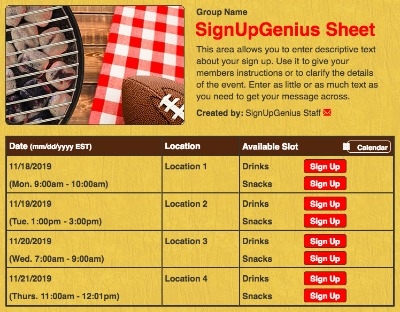 Group Name
SignUpGenius Sheet
This area allows you to enter descriptive text
about your sign up. Use it to give your
members instructions or to clarify the details
of the event. Enter as little or as much text as
you need to get your message across.
Created by: SignUpGenius Staff
Date (mm/dd/yyyy EST) Location Available Slot Calendar
11/18/2019 Location 1 Drinks Sign Up
(Mon. 9:00am - 10:00am) Snacks Sign Up
11/19/2019 Location 2 Drinks Sign Up
(Tue. 1:00pm - 3:00pm) Snacks Sign Up
11/20/2019 Location 3 Drinks Sign Up
(Wed. 7:00am - 9:00am) Snacks Sign Up
11/21/2019 Location 4 Drinks Sign Up
(Thurs. 11:00am - 12:01pm) Snacks Sign Up